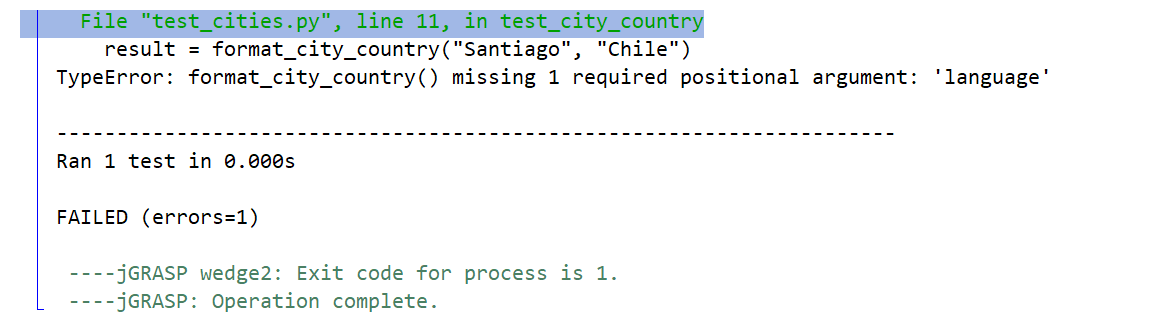 File "test_cities.py", line 11, in test_city_country
result = format_city_country("Santiago", "Chile")
TypeError: format_city_country() missing 1 required positional argument: 'language'
----------------------------------------------------------------------
Ran 1 test in 0.000s
FAILED (errors=1)
----jGRASP wedge2: Exit code for process is 1.
----jGRASP: Operation complete.